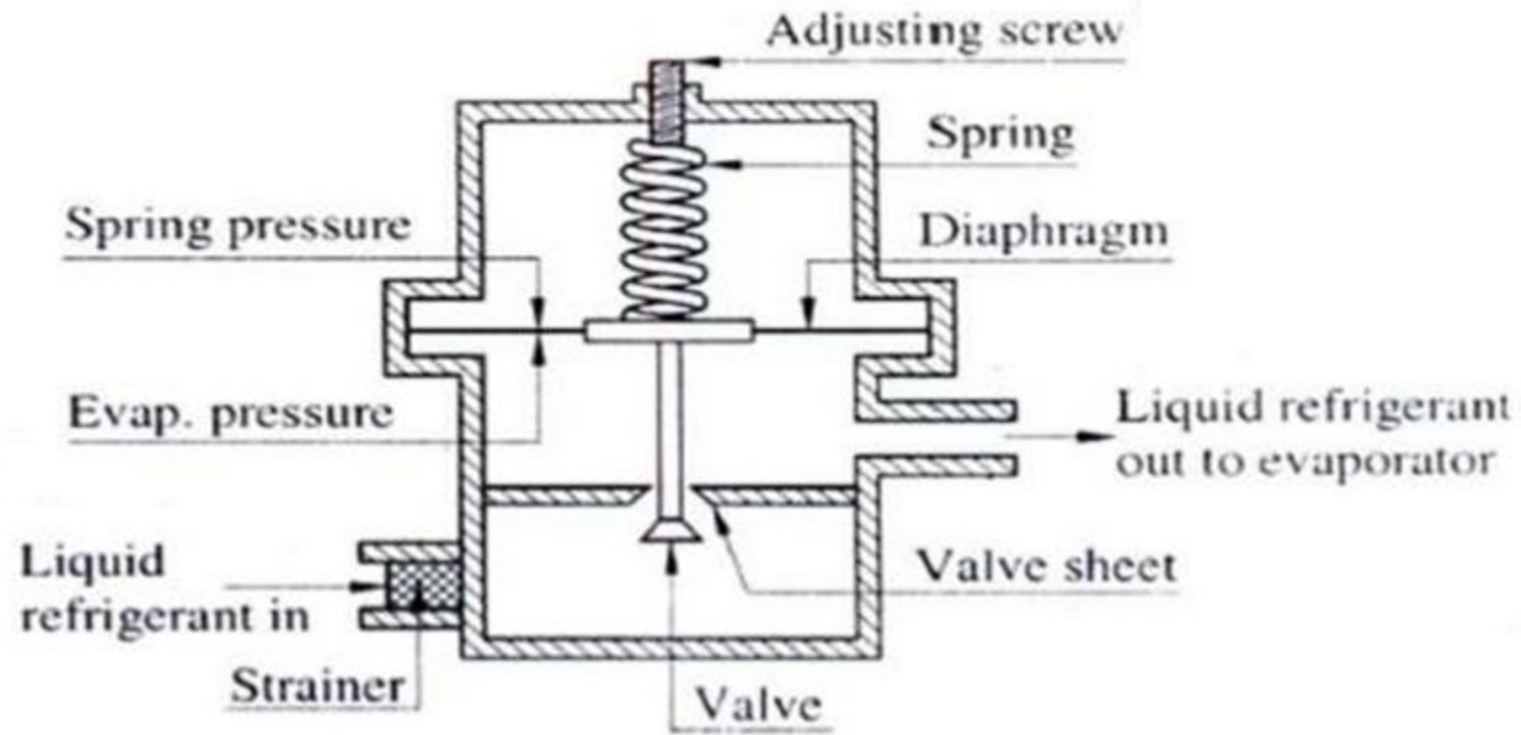 Adjusting screw
Spring
Spring pressure
Diaphragm
Evap. pressure
Liquid refrigerant
out to evaporator
Liquid
refrigerant in
Valve sheet
Strainer
Valve